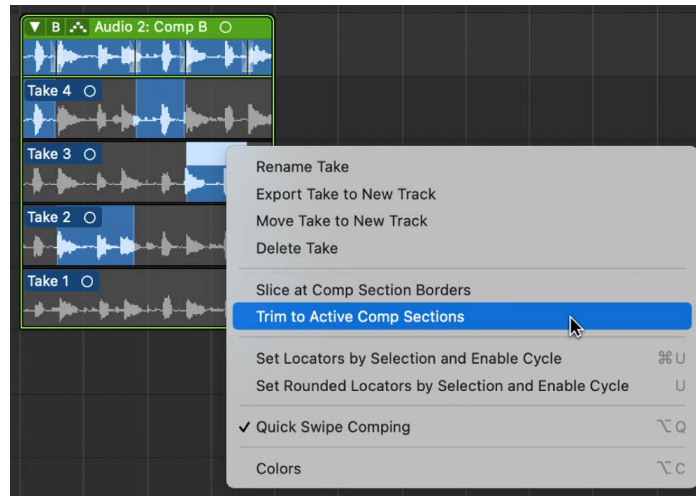 B Audio 2: Comp B
Take 4
Take 3
Take 2
Take 1
Rename Take
Export Take to New Track
Move Take to New Track
Delete Take
Slice at Comp Section Borders
Trim to Active Comp Sections
Set Locators by Selection and Enable Cycle ⌘U
Set Rounded Locators by Selection and Enable Cycle U
✓ Quick Swipe Comping ⌥Q
Colors ⌥C